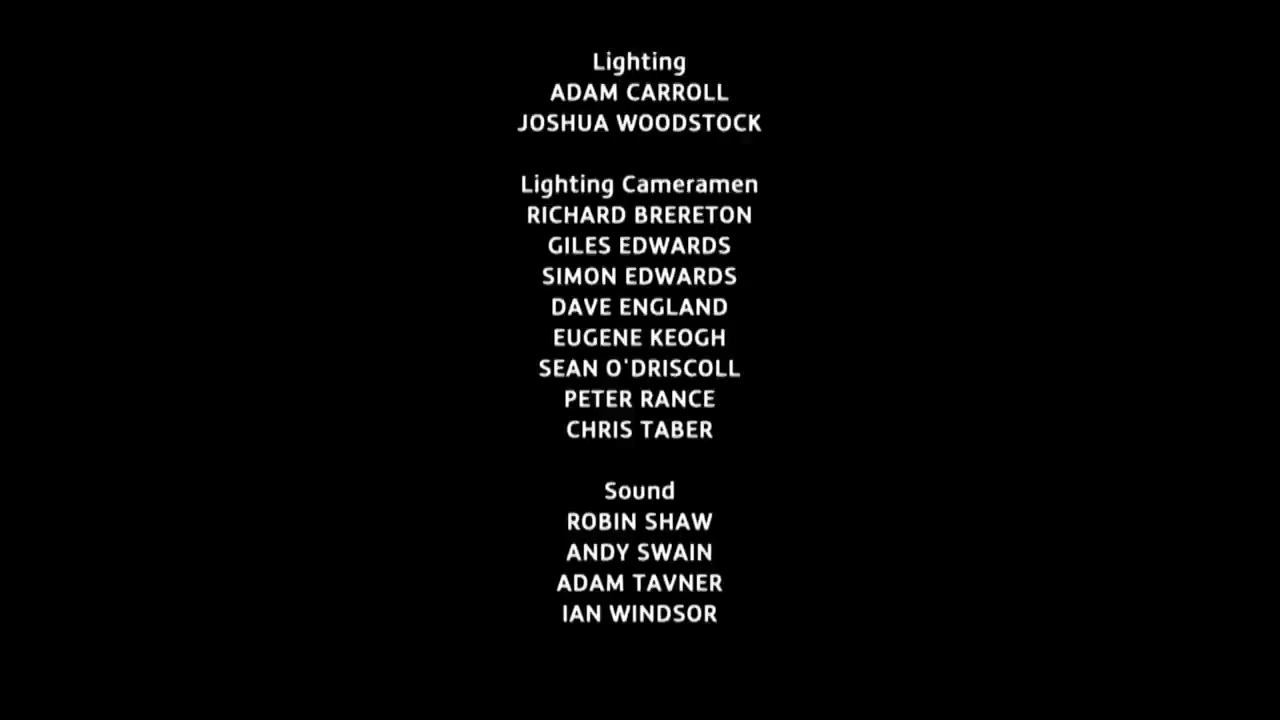 Lighting
ADAM CARROLL
JOSHUA WOODSTOCK
Lighting Cameramen
RICHARD BRERETON
GILES EDWARDS
SIMON EDWARDS
DAVE ENGLAND
EUGENE KEOGH
SEAN O'DRISCOLL
PETER RANCE
CHRIS TABER
Sound
ROBIN SHAW
ANDY SWAIN
ADAM TAVNER
IAN WINDSOR